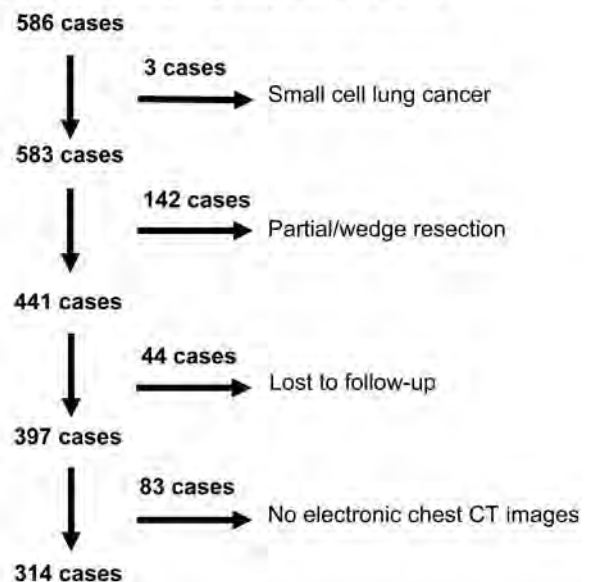 586 cases
3 cases
Small cell lung cancer
583 cases
142 cases
Partial/wedge resection
441 cases
44 cases
Lost to follow-up
397 cases
83 cases
No electronic chest CT images
314 cases